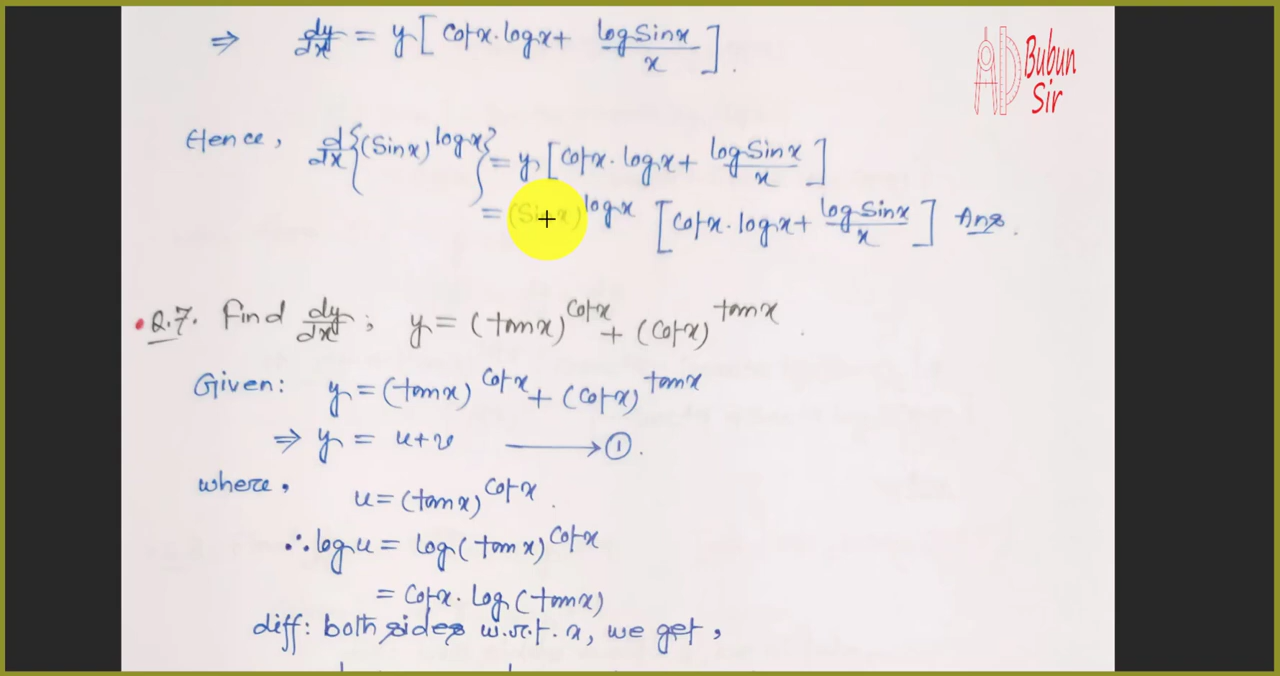 ⇒ dy/dx = y[Cotx. logx + logSinx/x].
Bubun
Sir
Hence, d/dx{(Sinx)^logx} = y[Cotx. logx + logSinx/x]
= (Sinx)^logx [Cotx. logx + logSinx/x] Ans.
Q.7. Find dy/dx; y = (tanx)^Cotx + (Cotx)^tanx.
Given: y = (tanx)^Cotx + (Cotx)^tanx
⇒ y = u+v ⟶ ①.
where, u = (tanx)^Cotx.
∴ log u = log(tanx)^Cotx
= Cotx. log(tanx)
diff: both sides w.r.t. x, we get,